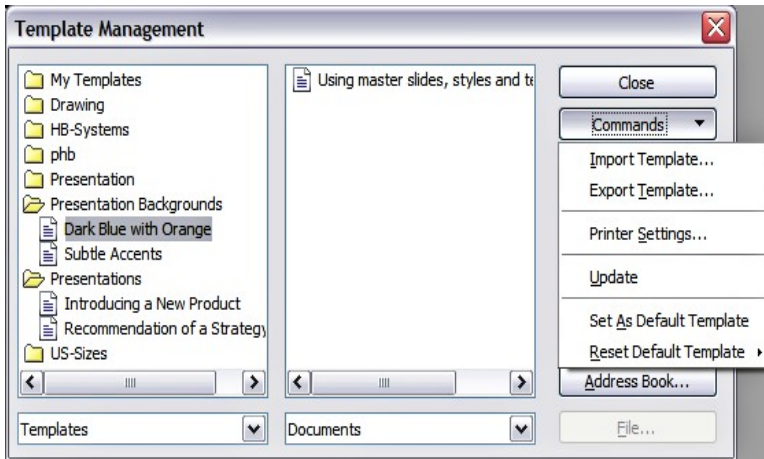 Template Management
My Templates
Drawing
HB-Systems
phb
Presentation
Presentation Backgrounds
Dark Blue with Orange
Subtle Accents
Presentations
Introducing a New Product
Recommendation of a Strategy
US-Sizes
Templates
Using master slides, styles and te
Documents
Close
Commands
Import Template...
Export Template...
Printer Settings...
Update
Set As Default Template
Reset Default Template
Address Book...
File...